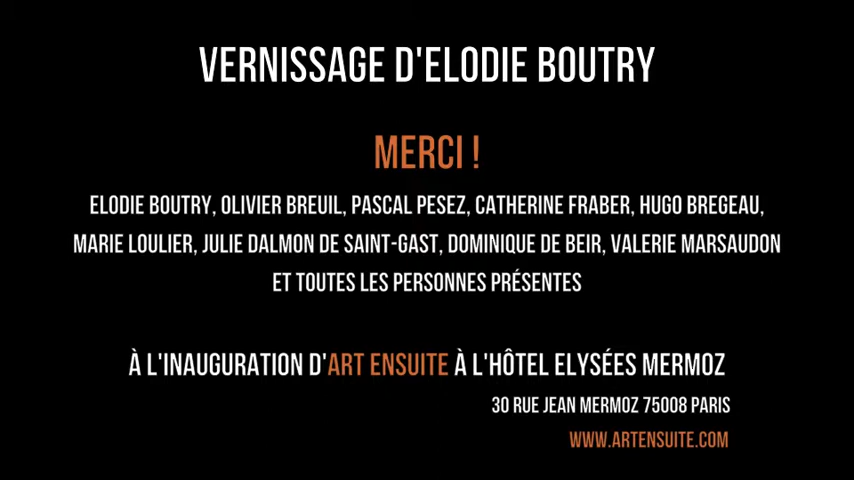 VERNISSAGE D'ELODIE BOUTRY
MERCI !
ELODIE BOUTRY, OLIVIER BREUIL, PASCAL PESEZ, CATHERINE FRABER, HUGO BREGEAU,
MARIE LOULIER, JULIE DALMON DE SAINT-GAST, DOMINIQUE DE BEIR, VALERIE MARSAUDON
ET TOUTES LES PERSONNES PRÉSENTES
À L'INAUGURATION D'ART ENSUITE À L'HÔTEL ELYSÉES MERMOZ
30 RUE JEAN MERMOZ 75008 PARIS
WWW.ARTENSUITE.COM